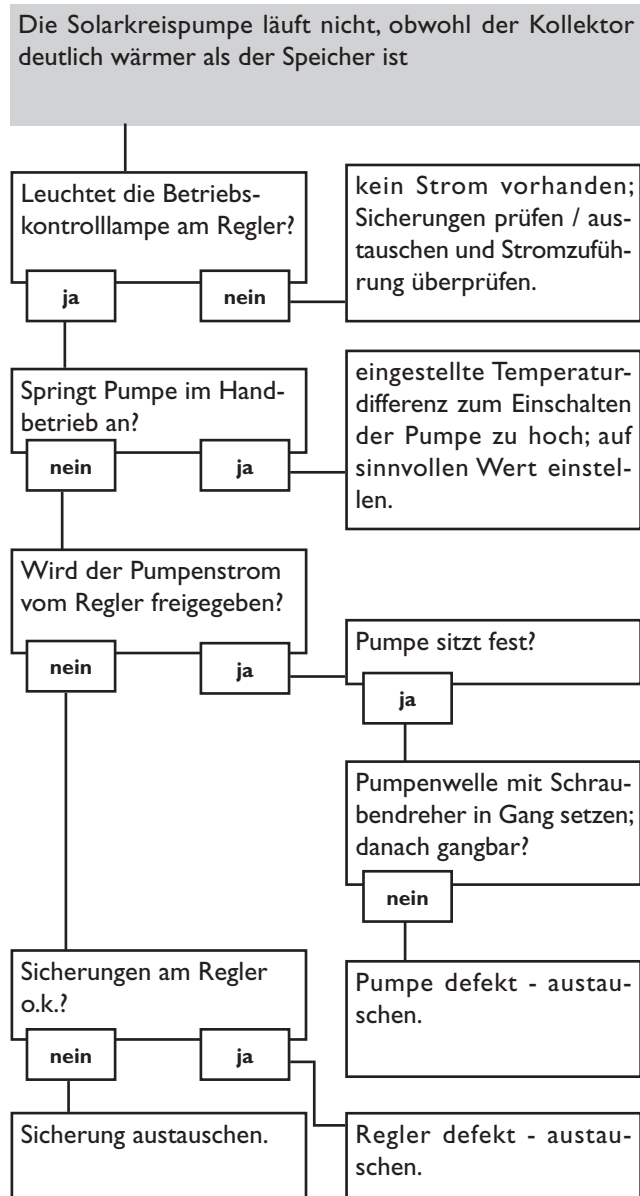 Die Solarkreispumpe läuft nicht, obwohl der Kollektor
deutlich wärmer als der Speicher ist
Leuchtet die Betriebs-
kontrolllampe am Regler?
ja
nein
kein Strom vorhanden;
Sicherungen prüfen / aus-
tauschen und Stromzufüh-
rung überprüfen.
Springt Pumpe im Hand-
betrieb an?
nein
ja
eingestellte Temperatur-
differenz zum Einschalten
der Pumpe zu hoch; auf
sinnvollen Wert einstel-
len.
Wird der Pumpenstrom
vom Regler freigegeben?
nein
ja
Pumpe sitzt fest?
ja
Pumpenwelle mit Schrau-
bendreher in Gang setzen;
danach gangbar?
nein
Pumpe defekt - austau-
schen.
Sicherungen am Regler
o.k.?
nein
ja
Sicherung austauschen.
Regler defekt - austau-
schen.